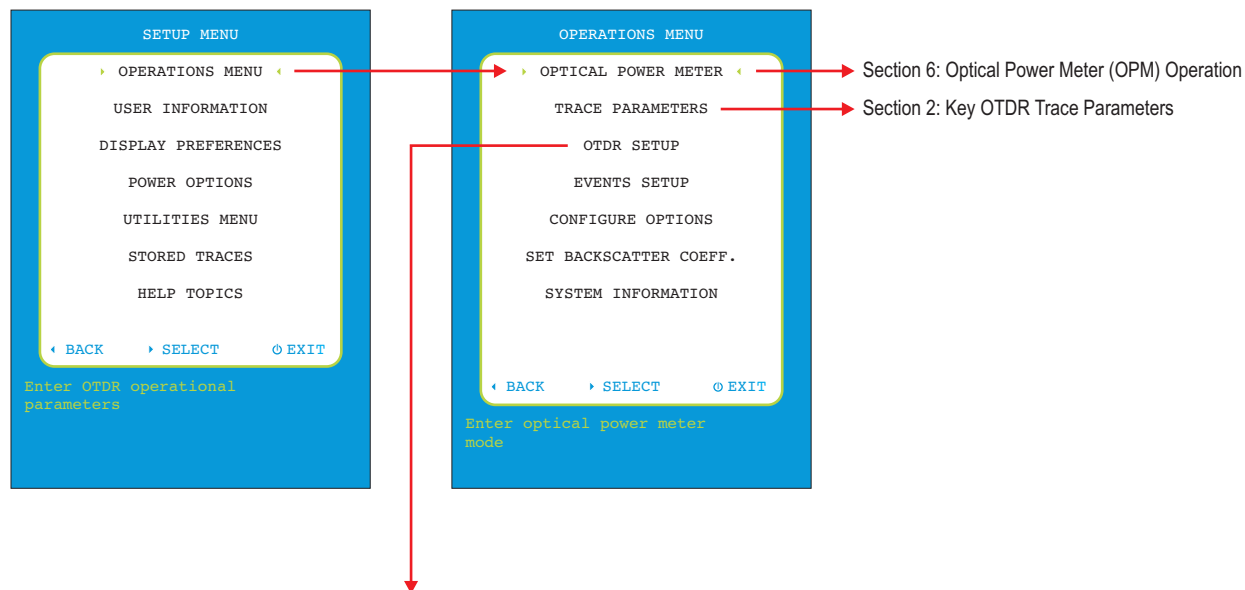 SETUP MENU
OPERATIONS MENU
USER INFORMATION
DISPLAY PREFERENCES
POWER OPTIONS
UTILITIES MENU
STORED TRACES
HELP TOPICS
BACK SELECT EXIT
Enter OTDR operational
parameters
OPERATIONS MENU
OPTICAL POWER METER
TRACE PARAMETERS
OTDR SETUP
EVENTS SETUP
CONFIGURE OPTIONS
SET BACKSCATTER COEFF.
SYSTEM INFORMATION
BACK SELECT EXIT
Enter optical power meter
mode
Section 6: Optical Power Meter (OPM) Operation
Section 2: Key OTDR Trace Parameters